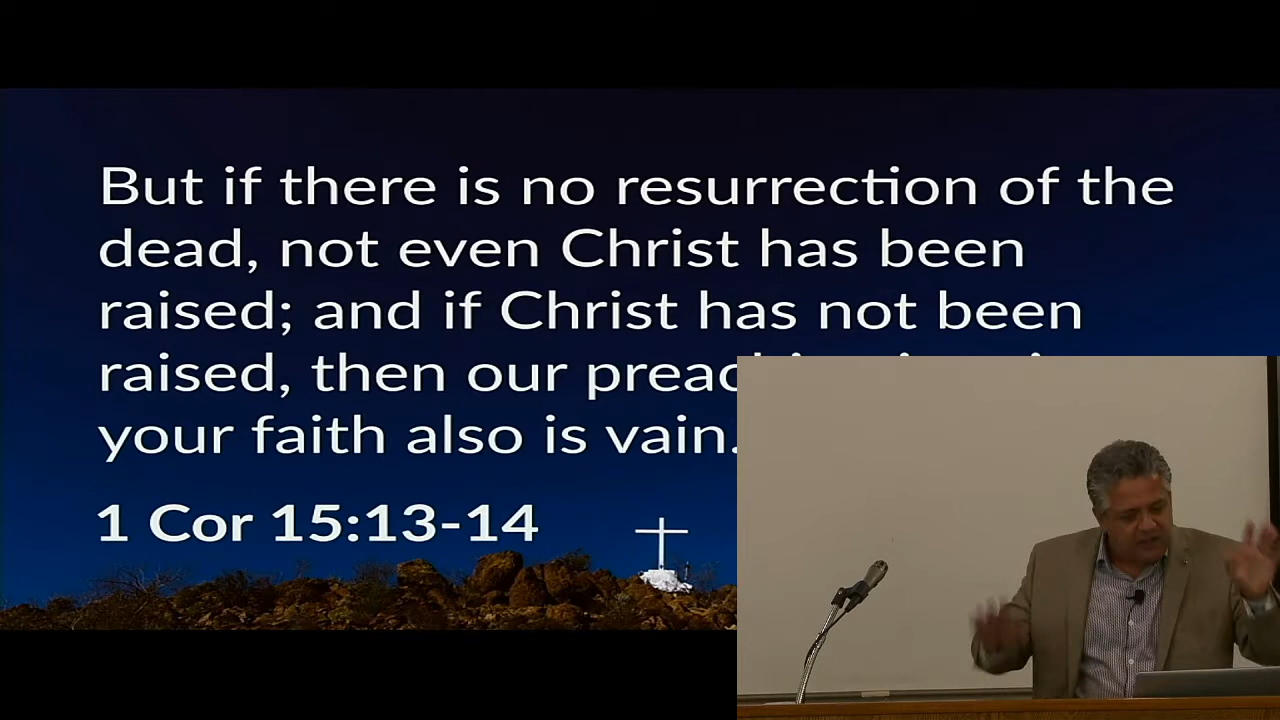 But if there is no resurrection of the
dead, not even Christ has been
raised; and if Christ has not been
raised, then our
your faith also is vain.
1 Cor 15:13-14